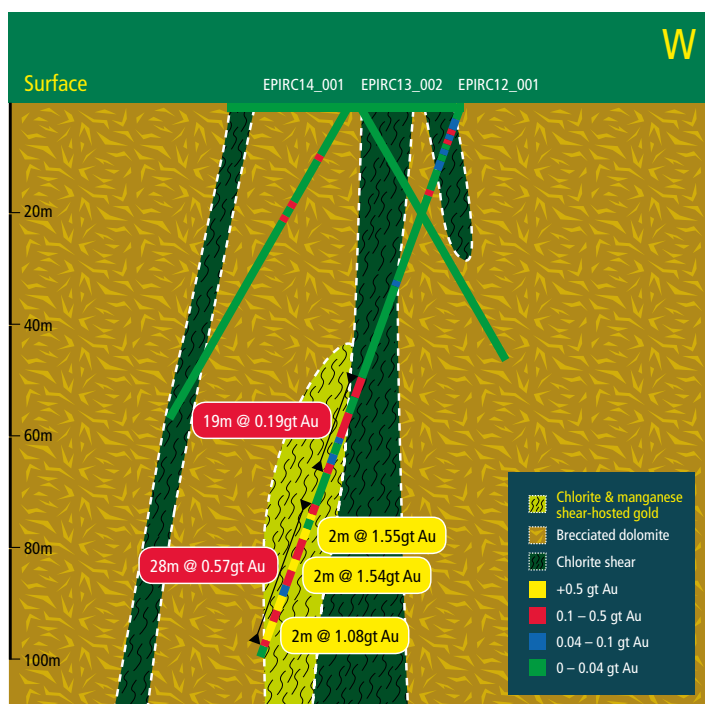 W
Surface
EPIRC14_001 EPIRC13_002 EPIRC12_001
20m
40m
19m @ 0.19gt Au
60m
2m @ 1.55gt Au
80m
28m @ 0.57gt Au
2m @ 1.54gt Au
2m @ 1.08gt Au
100m
Chlorite & manganese
shear-hosted gold
Brecciated dolomite
Chlorite shear
+0.5 gt Au
0.1 – 0.5 gt Au
0.04 – 0.1 gt Au
0 – 0.04 gt Au